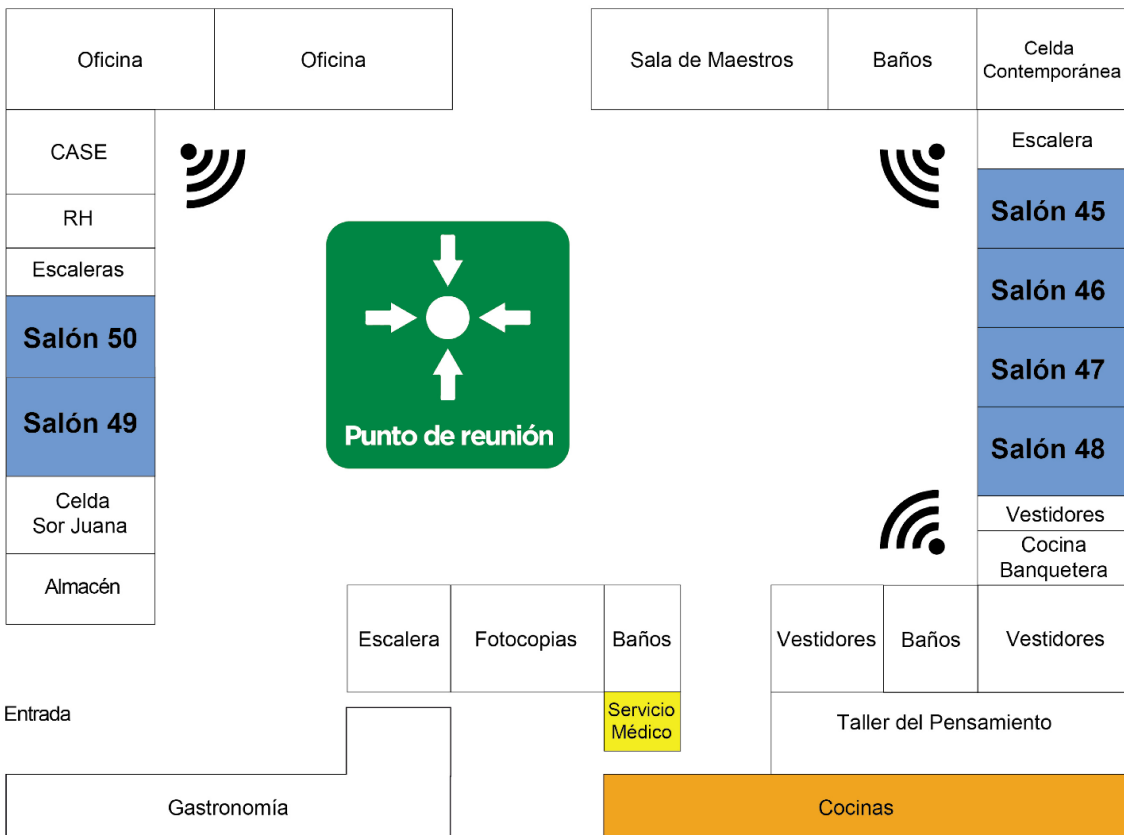 Oficina
Oficina
Sala de Maestros
Baños
Celda
Contemporánea
CASE
Escalera
RH
Salón 45
Escaleras
Salón 46
Salón 50
Salón 47
Salón 49
Punto de reunión
Salón 48
Celda
Sor Juana
Vestidores
Cocina
Banquetera
Almacén
Escalera
Fotocopias
Baños
Vestidores
Baños
Vestidores
Entrada
Servicio
Médico
Taller del Pensamiento
Gastronomía
Cocinas